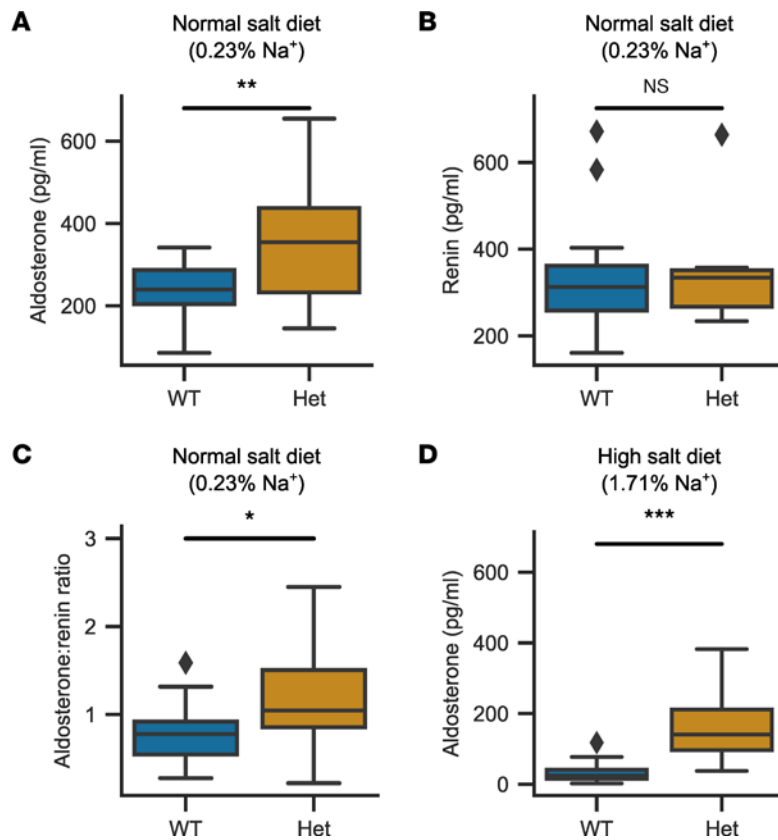 A
Normal salt diet
(0.23% Na⁺)
**
Aldosterone (pg/ml)
600
400
200
WT
Het
B
Normal salt diet
(0.23% Na⁺)
NS
Renin (pg/ml)
600
400
200
WT
Het
C
Normal salt diet
(0.23% Na⁺)
*
Aldosterone:renin ratio
3
2
1
WT
Het
D
High salt diet
(1.71% Na⁺)
***
Aldosterone (pg/ml)
600
400
200
0
WT
Het